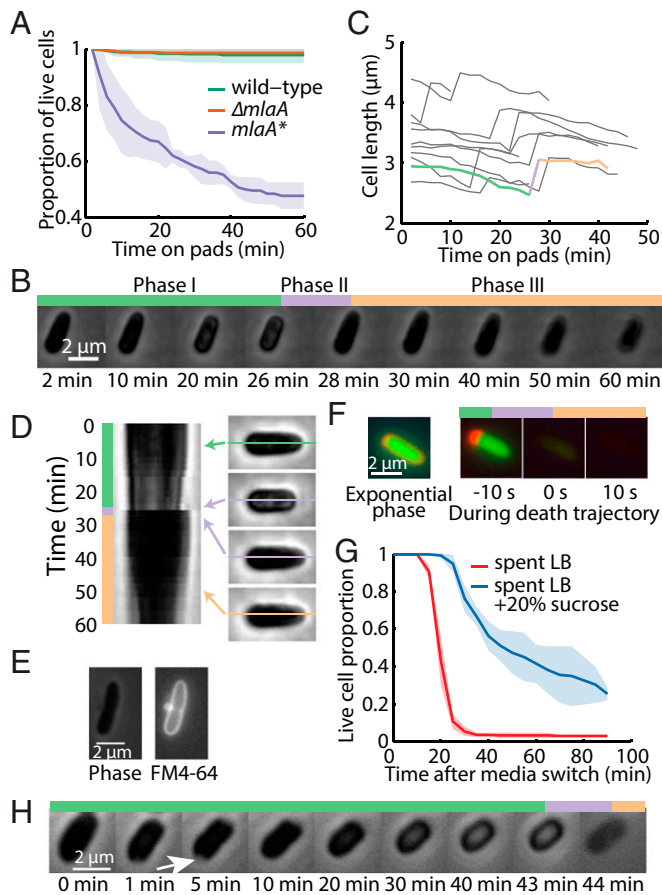 A
Proportion of live cells
1
0.8
0.6
0.4
0
20
40
60
Time on pads (min)
wild−type
ΔmlaA
mlaA*
C
Cell length (µm)
5
4
3
2
0
10
20
30
40
50
Time on pads (min)
B
Phase I
Phase II
Phase III
2 µm
2 min
10 min
20 min
26 min
28 min
30 min
40 min
50 min
60 min
D
Time (min)
0
10
20
30
40
50
60
E
2 µm
Phase
FM4-64
F
2 µm
Exponential
phase
-10 s
0 s
10 s
During death trajectory
G
Live cell proportion
1
0.8
0.6
0.4
0.2
0
0
20
40
60
80
100
Time after media switch
(min)
spent LB
spent LB
+20% sucrose
H
2 µm
0 min
1 min
5 min
10 min
20 min
30 min
40 min
43 min
44 min